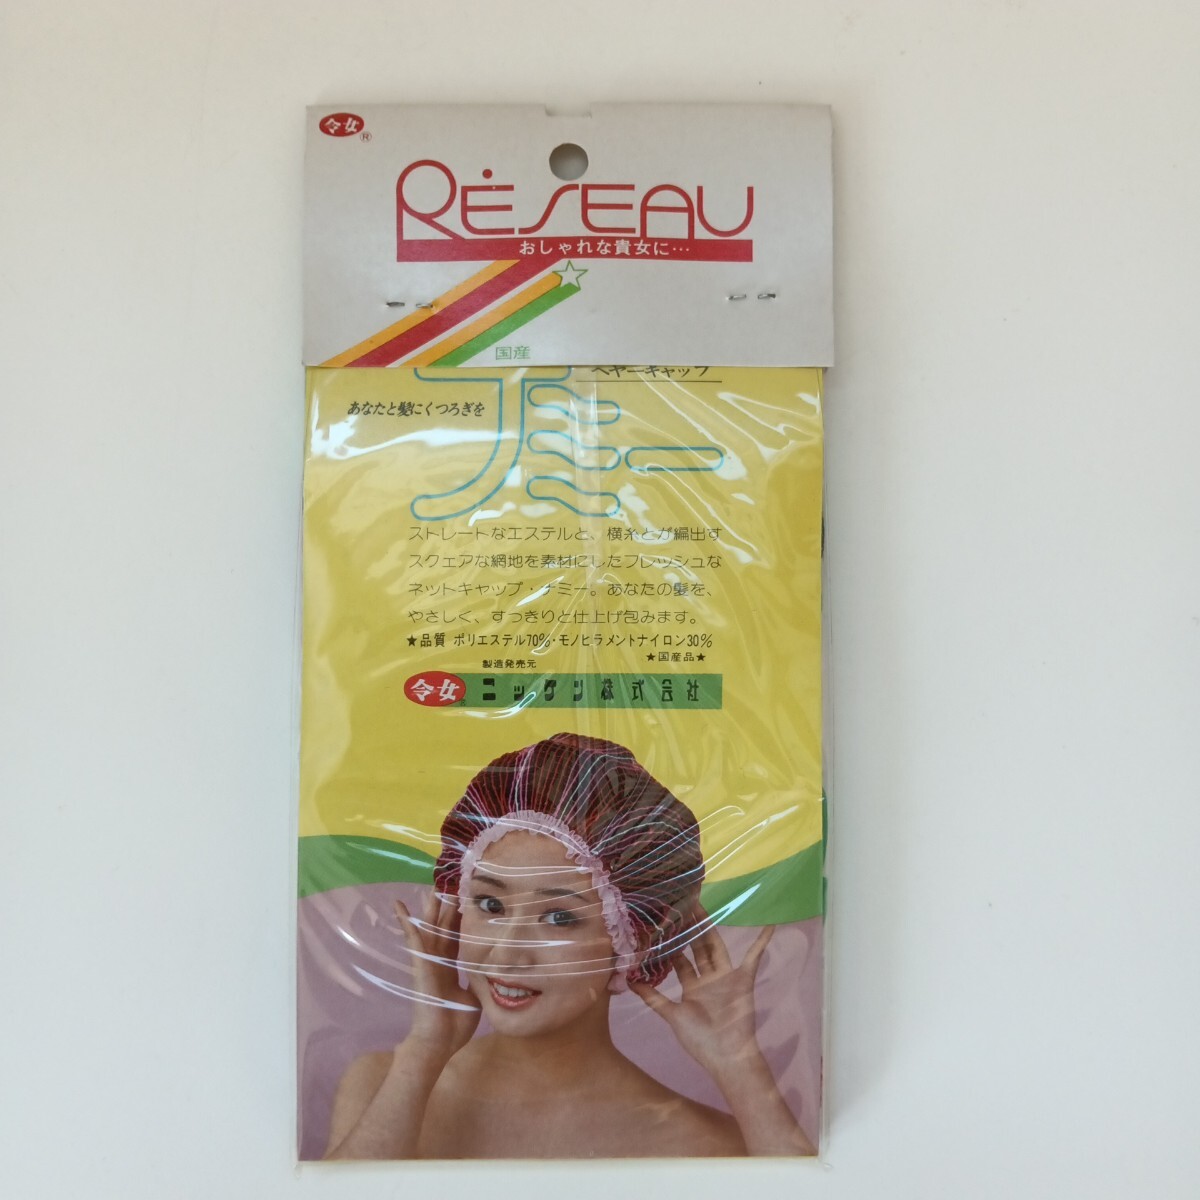 令女®
RÉSEAU
おしゃれな貴女に…
国産
ヘヤーキャップ
あなたと髪にくつろぎを
ナミー
ストレートなエステルと、横糸とが編出す
スクェアな網地を素材にしたフレッシュな
ネットキャップ・ナミー。あなたの髪を、
やさしく、すっきりと仕上げ包みます。
★品質 ポリエステル70%・モノヒラメントナイロン30%
★国産品★
製造発売元
令女® ニッケン株式会社